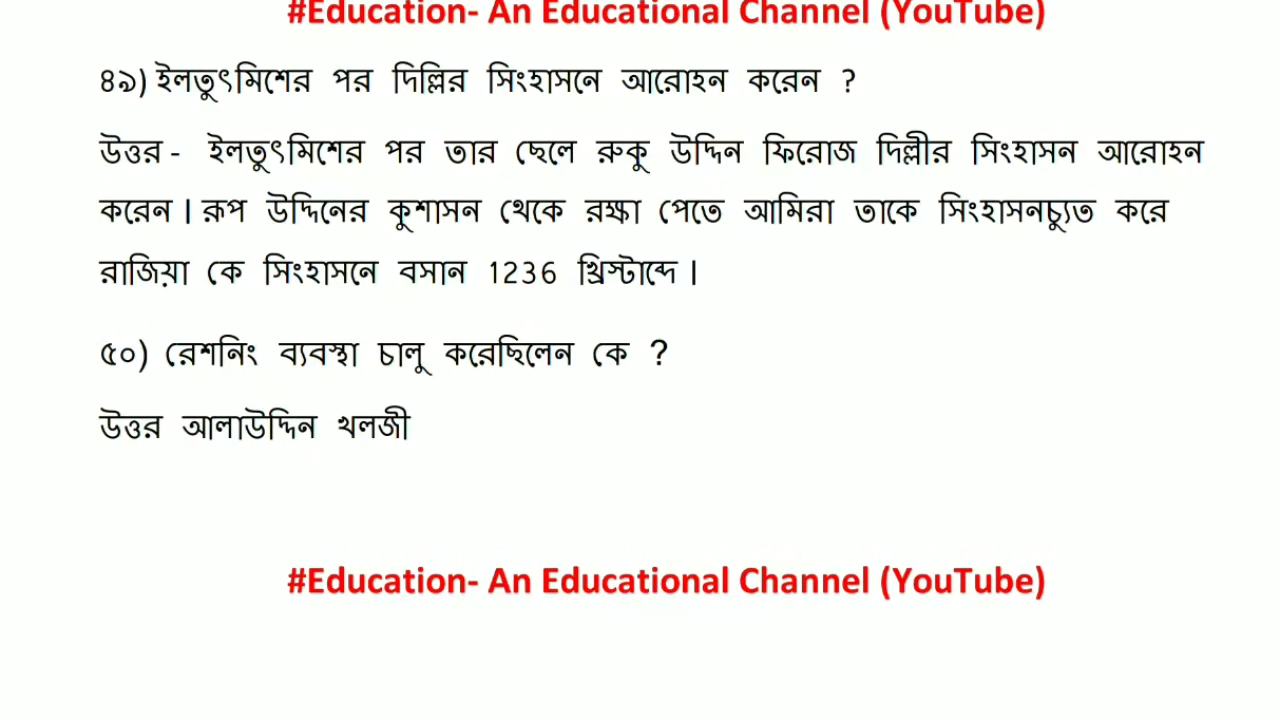 #Education- An Educational Channel (YouTube)
৪৯) ইলতুৎমিশের পর দিল্লির সিংহাসনে আরোহন করেন ?
উত্তর - ইলতুৎমিশের পর তার ছেলে রুকু উদ্দিন ফিরোজ দিল্লীর সিংহাসন আরোহন
করেন। রূপ উদ্দিনের কুশাসন থেকে রক্ষা পেতে আমিরা তাকে সিংহাসনচ্যুত করে
রাজিয়া কে সিংহাসনে বসান 1236 খ্রিস্টাব্দে।
৫০) রেশনিং ব্যবস্থা চালু করেছিলেন কে ?
উত্তর আলাউদ্দিন খলজী
#Education- An Educational Channel (YouTube)